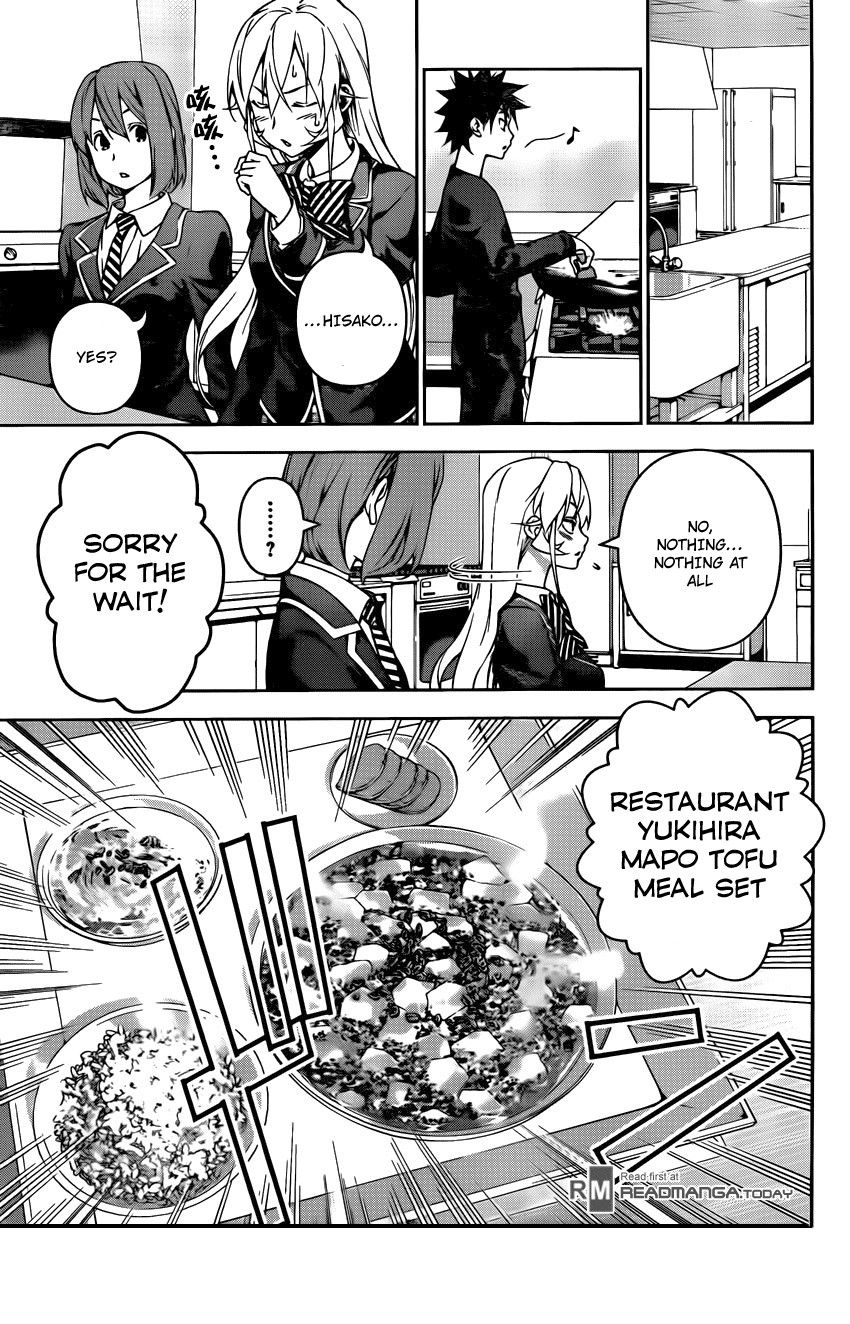 ♪
咳
咳
…
...HISAKO...
YES?
NO,
NOTHING...
NOTHING AT
ALL
......
?
SORRY
FOR THE
WAIT!
RESTAURANT
YUKIHIRA
MAPO TOFU
MEAL SET
Read first at
RM READMANGA.TODAY